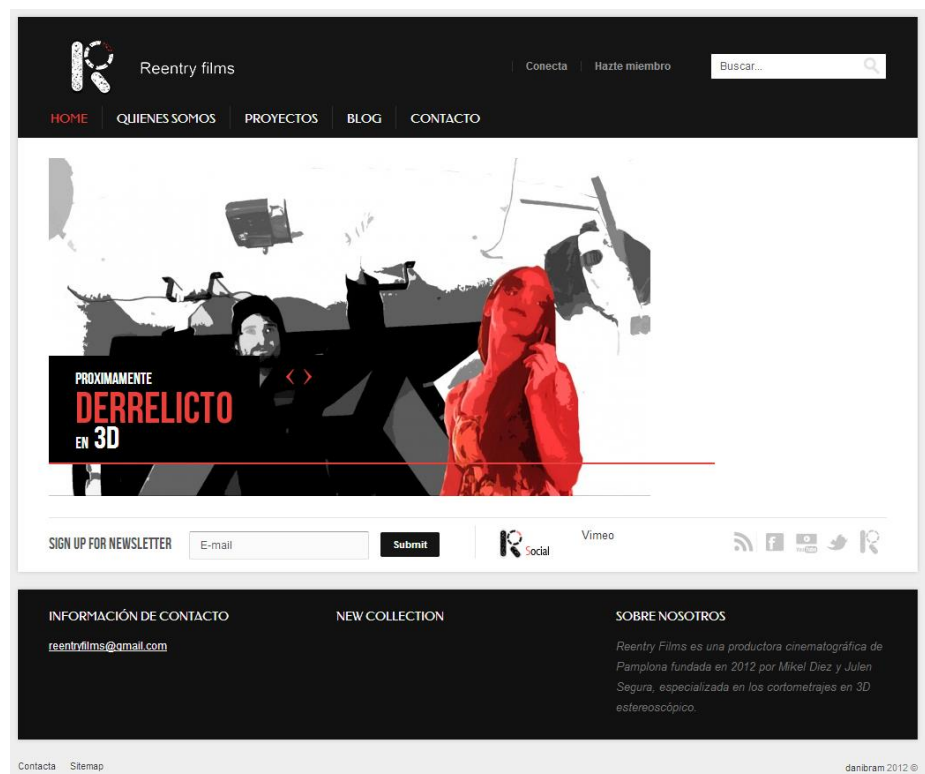 Reentry films
Conecta
Hazte miembro
Buscar...
HOME
QUIENES SOMOS
PROYECTOS
BLOG
CONTACTO
PROXIMAMENTE
DERRELICTO
EN 3D
SIGN UP FOR NEWSLETTER
E-mail
Submit
R Social
Vimeo
INFORMACIÓN DE CONTACTO
reentryfilms@gmail.com
NEW COLLECTION
SOBRE NOSOTROS
Reentry Films es una productora cinematográfica de
Pamplona fundada en 2012 por Mikel Diez y Julen
Segura, especializada en los cortometrajes en 3D
estereoscópico.
Contacta
Sitemap
danibram 2012 ©